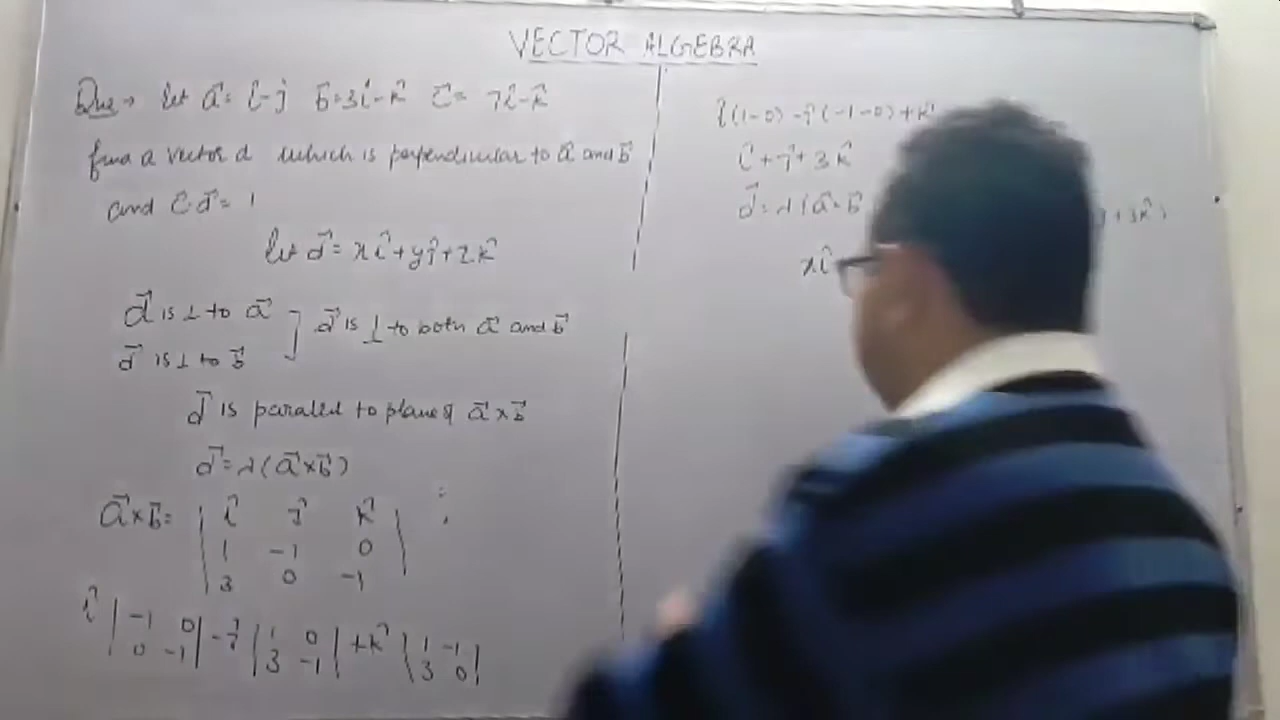 VECTOR ALGEBRA
Que → let a⃗ = î-ĵ b⃗=3î-k̂ c⃗ = 7î-k̂
find a vector d which is perpendicular to a⃗ and b⃗
and c⃗.d⃗ = 1
let d⃗ = xî+yĵ+zk̂
d⃗ is ⊥ to a⃗
d⃗ is ⊥ to b⃗
] d⃗ is ⊥ to both a⃗ and b⃗
d⃗ is parallel to plane of a⃗×b⃗
d⃗ = λ(a⃗×b⃗)
a⃗×b⃗ = | î ĵ k̂ |
| 1 -1 0 |
| 3 0 -1 |
î | -1 0 | - ĵ | 1 0 | + k̂ | 1 -1 |
| 0 -1 | | 3 -1 | | 3 0 |
î(1-0) -ĵ(-1-0)+k̂
î+ĵ+3k̂
d⃗ = λ(a⃗×b⃗ + 3k̂)
xî